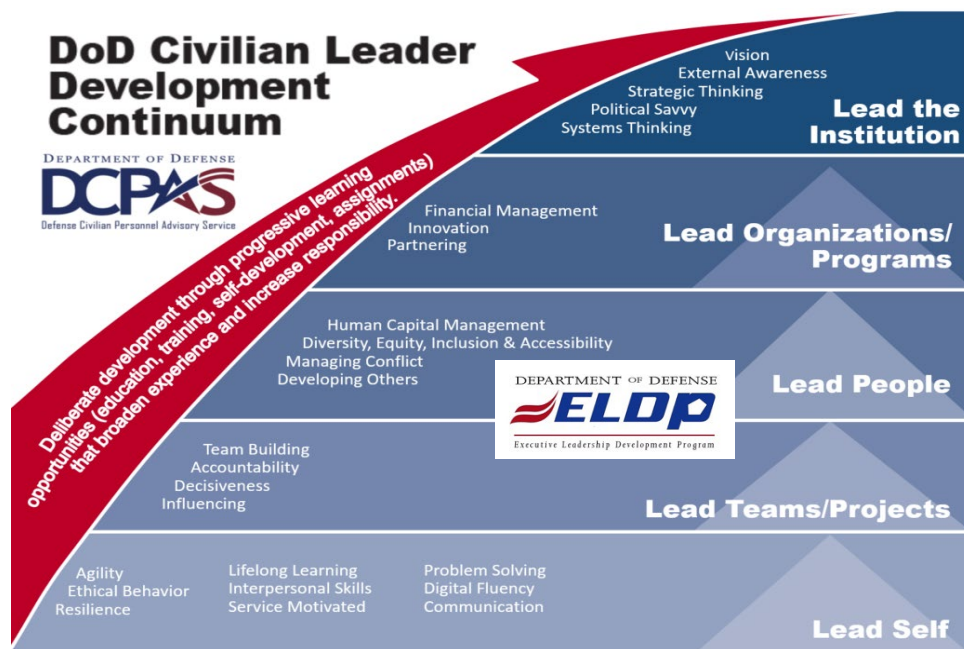 DoD Civilian Leader
Development
Continuum
DEPARTMENT OF DEFENSE
DCPAS
Defense Civilian Personnel Advisory Service
Deliberate development through progressive learning
opportunities (education, training, self-development, assignments)
that broaden experience and increase responsibility.
Vision
External Awareness
Strategic Thinking
Political Savvy
Systems Thinking
Lead the
Institution
Financial Management
Innovation
Partnering
Lead Organizations/
Programs
Human Capital Management
Diversity, Equity, Inclusion & Accessibility
Managing Conflict
Developing Others
Lead People
DEPARTMENT OF DEFENSE
ELDP
Executive Leadership Development Program
Team Building
Accountability
Decisiveness
Influencing
Lead Teams/Projects
Agility
Ethical Behavior
Resilience
Lifelong Learning
Interpersonal Skills
Service Motivated
Problem Solving
Digital Fluency
Communication
Lead Self